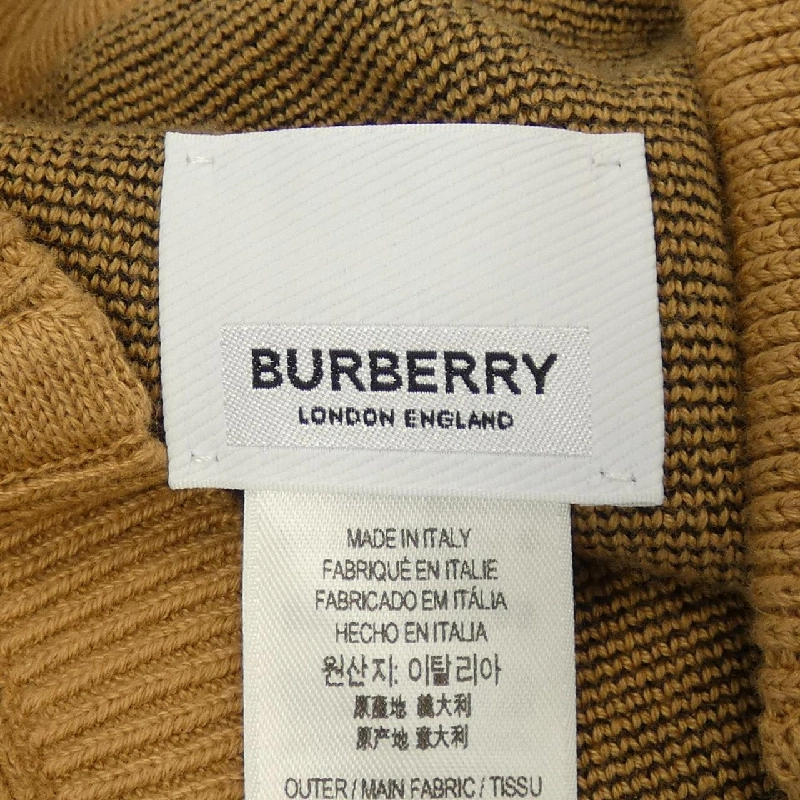 BURBERRY
LONDON ENGLAND
MADE IN ITALY
FABRIQUÉ EN ITALIE
FABRICADO EM ITÁLIA
HECHO EN ITALIA
원산지: 이탈리아
原產地 義大利
原产地 意大利
OUTER / MAIN FABRIC / TISSU